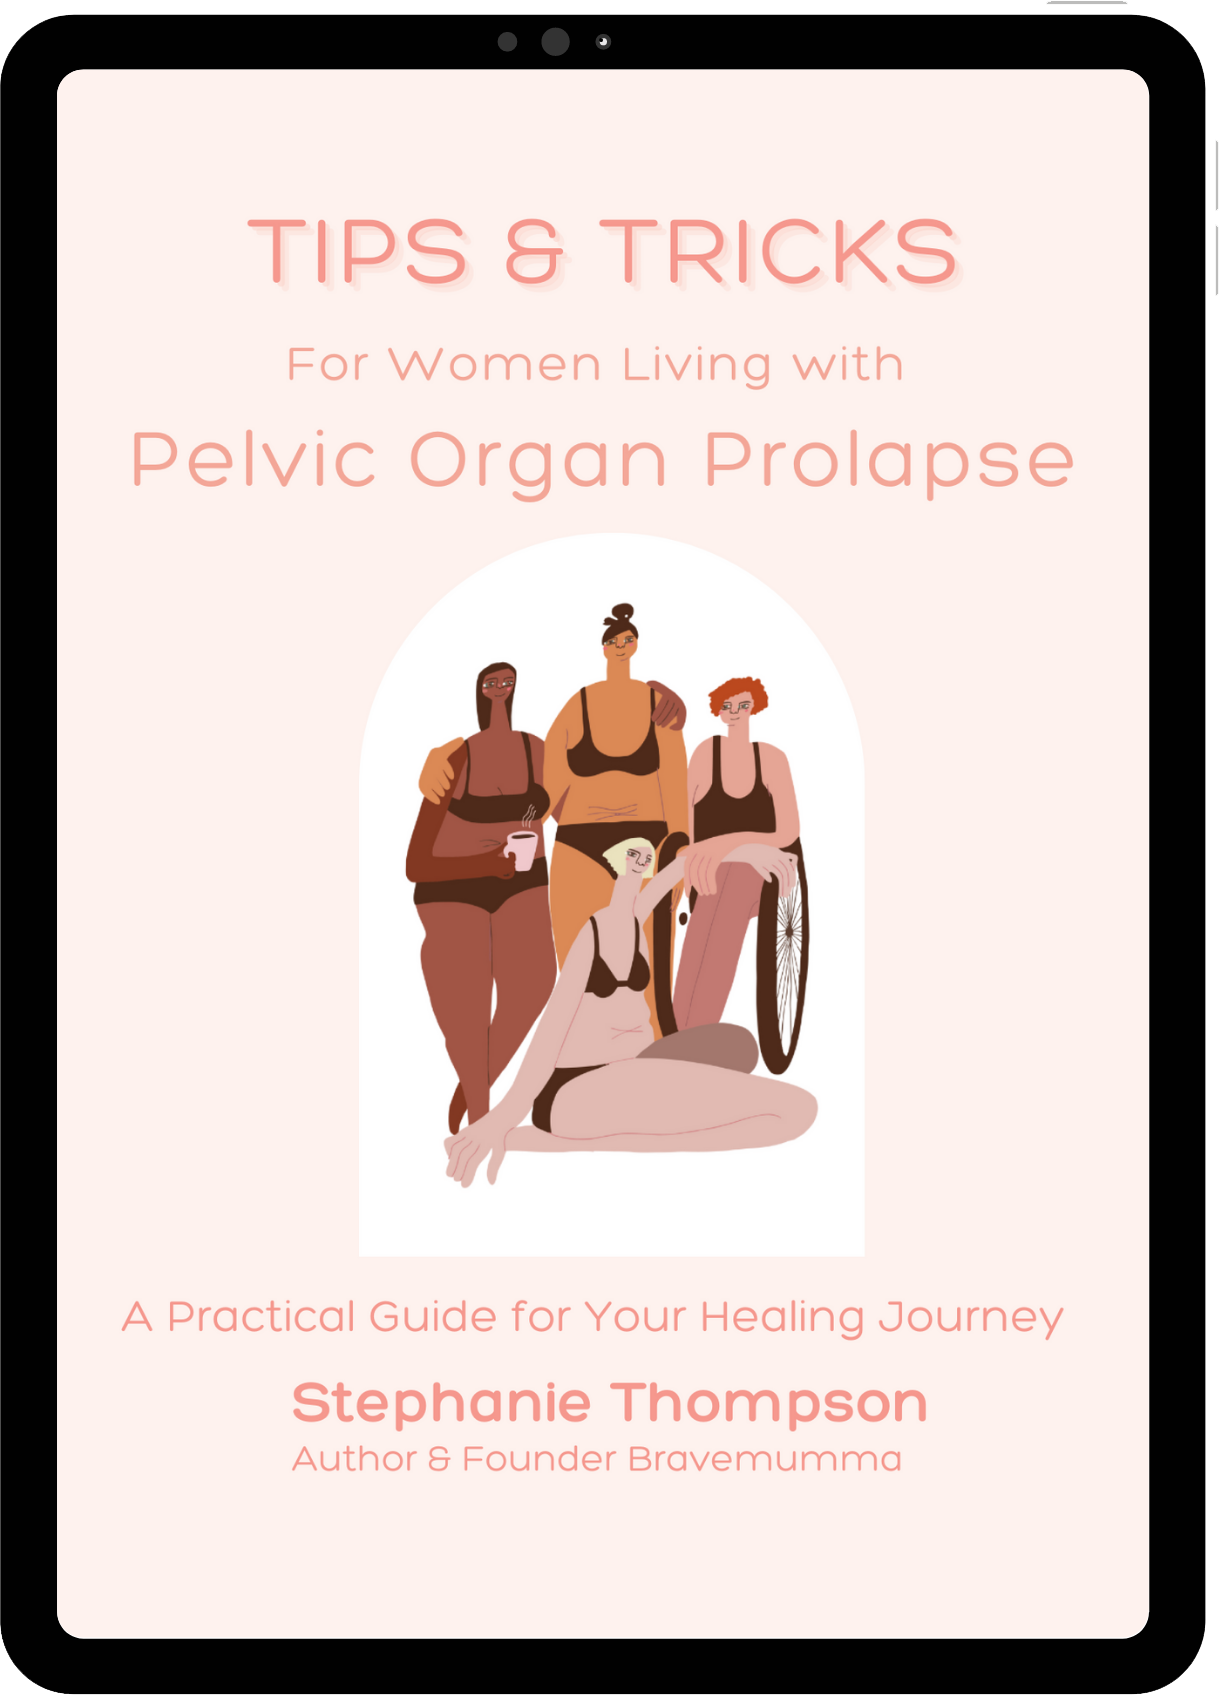 TIPS & TRICKS
For Women Living with
Pelvic Organ Prolapse
A Practical Guide for Your Healing Journey
Stephanie Thompson
Author & Founder Bravemumma